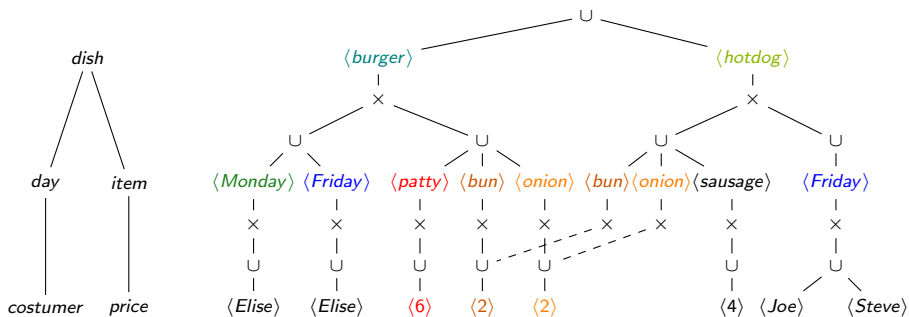 ∪
dish ⟨burger⟩ ⟨hotdog⟩
× ×
∪ ∪ ∪ ∪
day item ⟨Monday⟩ ⟨Friday⟩ ⟨patty⟩ ⟨bun⟩ ⟨onion⟩ ⟨bun⟩ ⟨onion⟩ ⟨sausage⟩ ⟨Friday⟩
× × × × × × × × ×
∪ ∪ ∪ ∪ ∪ ∪ ∪
costumer price ⟨Elise⟩ ⟨Elise⟩ ⟨6⟩ ⟨2⟩ ⟨2⟩ ⟨4⟩ ⟨Joe⟩ ⟨Steve⟩